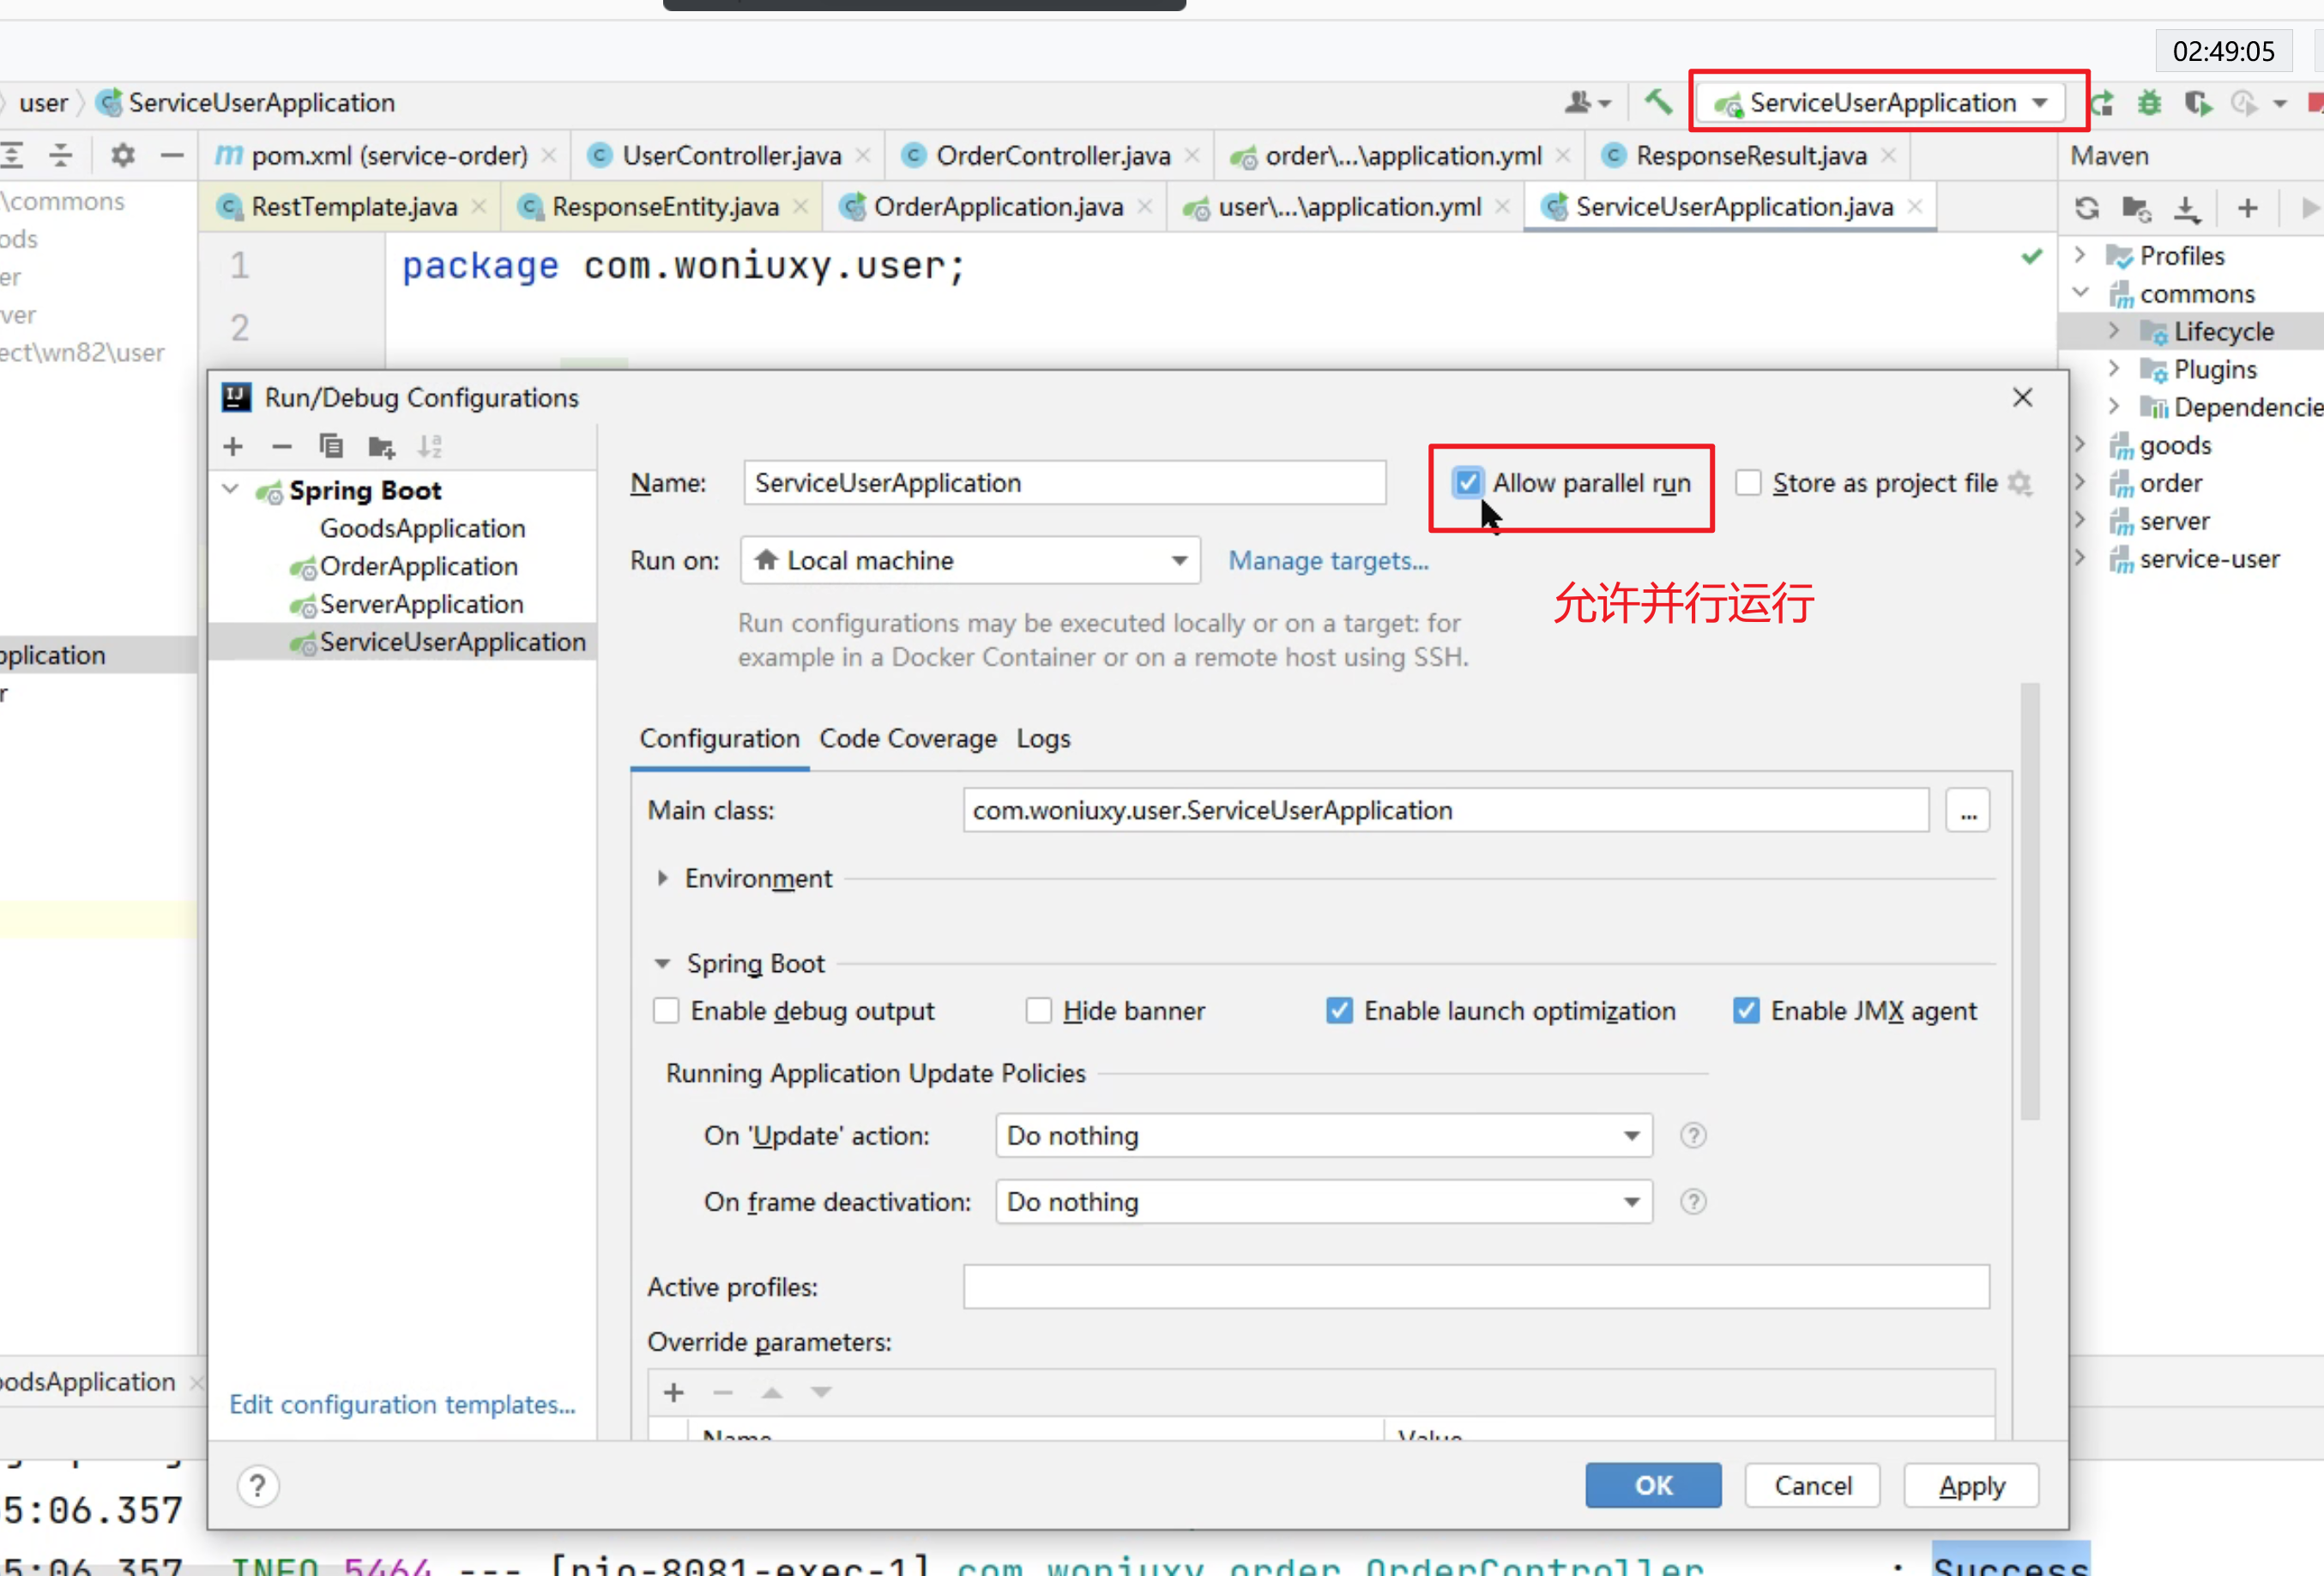 02:49:05
user
ServiceUserApplication
ServiceUserApplication
pom.xml (service-order)
UserController.java
OrderController.java
order\...\application.yml
ResponseResult.java
Maven
RestTemplate.java
ResponseEntity.java
OrderApplication.java
user\...\application.yml
ServiceUserApplication.java
\commons
ods
er
ver
ect\wn82\user
pplication
r
1 package com.woniuxy.user;
2
Profiles
commons
Lifecycle
Plugins
Dependencie
goods
order
server
service-user
Run/Debug Configurations
Spring Boot
GoodsApplication
OrderApplication
ServerApplication
ServiceUserApplication
Edit configuration templates...
Name: ServiceUserApplication
Allow parallel run
Store as project file
Run on: Local machine
Manage targets...
允许并行运行
Run configurations may be executed locally or on a target: for
example in a Docker Container or on a remote host using SSH.
Configuration Code Coverage Logs
Main class: com.woniuxy.user.ServiceUserApplication ...
Environment
Spring Boot
Enable debug output
Hide banner
Enable launch optimization
Enable JMX agent
Running Application Update Policies
On 'Update' action: Do nothing
On frame deactivation: Do nothing
Active profiles:
Override parameters:
Name Value
OK Cancel Apply
oodsApplication
5:06.357
5:06.357 INFO 5464 --- [nio-8081-exec-1] com.woniuxy.order.OrderController : Success